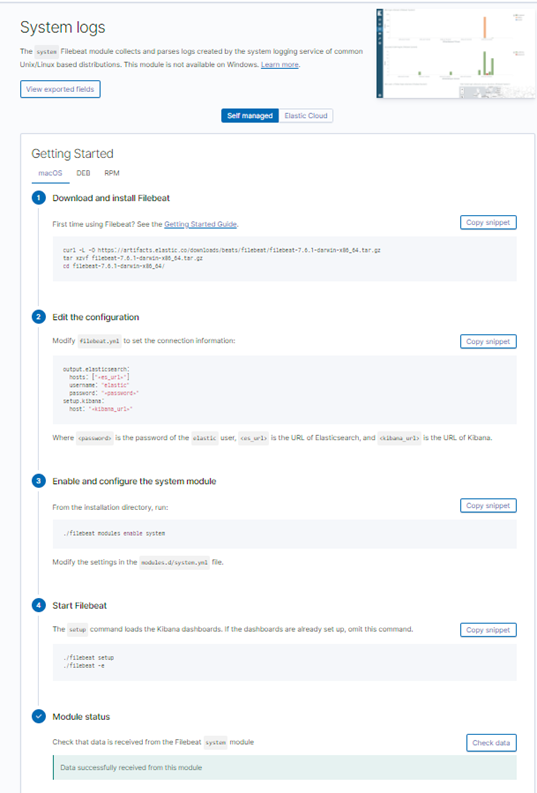 System logs
The system Filebeat module collects and parses logs created by the system logging service of common
Unix/Linux based distributions. This module is not available on Windows. Learn more.
View exported fields
Self managed Elastic Cloud
Getting Started
macOS DEB RPM
1 Download and install Filebeat
First time using Filebeat? See the Getting Started Guide.
Copy snippet
curl -L -O https://artifacts.elastic.co/downloads/beats/filebeat/filebeat-7.6.1-darwin-x86_64.tar.gz
tar xzvf filebeat-7.6.1-darwin-x86_64.tar.gz
cd filebeat-7.6.1-darwin-x86_64/
2 Edit the configuration
Modify filebeat.yml to set the connection information:
Copy snippet
output.elasticsearch:
hosts: ["<es_url>"]
username: "elastic"
password: "<password>"
setup.kibana:
host: "<kibana_url>"
Where <password> is the password of the elastic user, <es_url> is the URL of Elasticsearch, and <kibana_url> is the URL of Kibana.
3 Enable and configure the system module
From the installation directory, run:
Copy snippet
./filebeat modules enable system
Modify the settings in the modules.d/system.yml file.
4 Start Filebeat
The setup command loads the Kibana dashboards. If the dashboards are already set up, omit this command.
Copy snippet
./filebeat setup
./filebeat -e
Module status
Check that data is received from the Filebeat system module
Check data
Data successfully received from this module